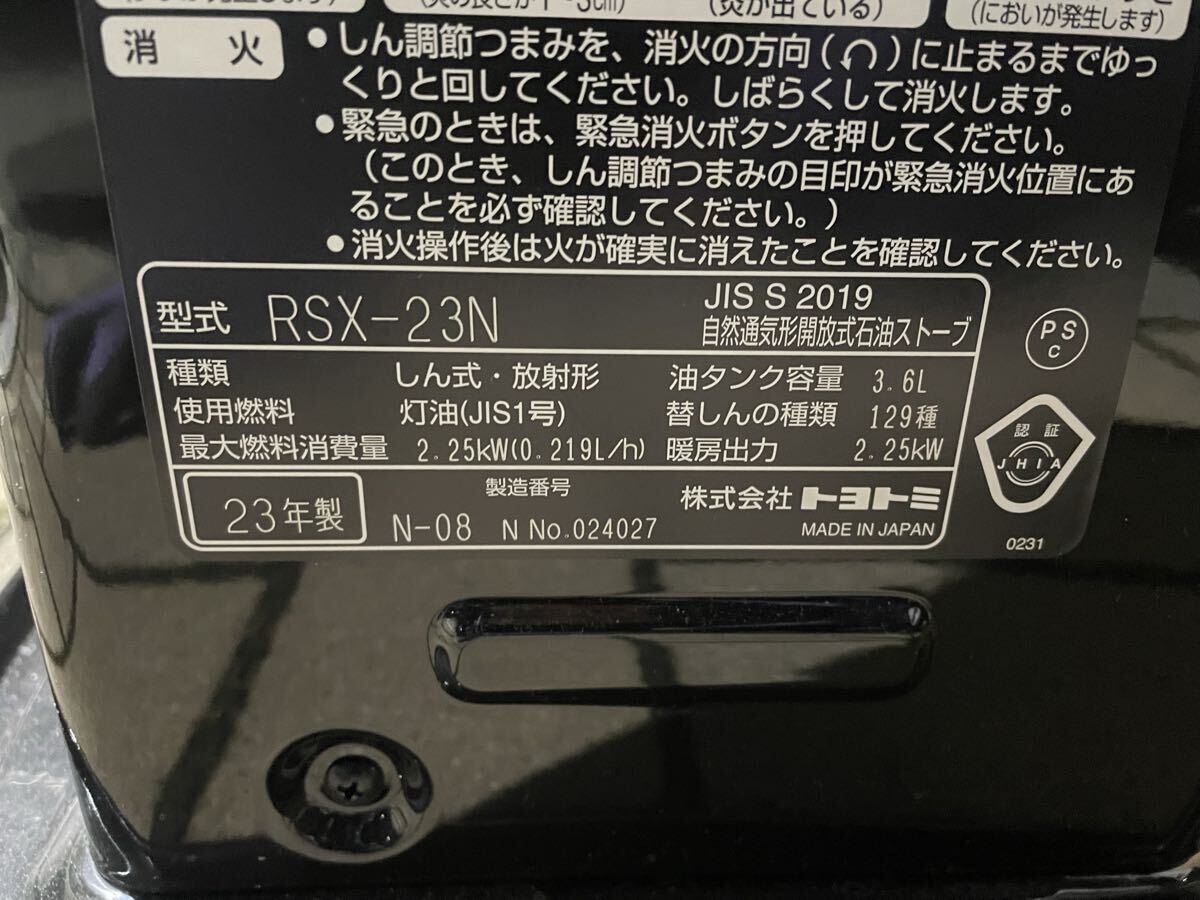 (炎が出ている)
(においが発生します)
消火
●しん調節つまみを、消火の方向(↶)に止まるまでゆっ
くりと回してください。しばらくして消火します。
●緊急のときは、緊急消火ボタンを押してください。
(このとき、しん調節つまみの目印が緊急消火位置にあ
ることを必ず確認してください。)
●消火操作後は火が確実に消えたことを確認してください。
型式 RSX-23N
JIS S 2019
自然通気形開放式石油ストーブ
種類 しん式・放射形 油タンク容量 3.6L
使用燃料 灯油(JIS1号) 替しんの種類 129種
最大燃料消費量 2.25kW(0.219L/h) 暖房出力 2.25kW
23年製
製造番号
N-08 N No.024027
株式会社トヨトミ
MADE IN JAPAN
PS
C
認証
JHIA
0231